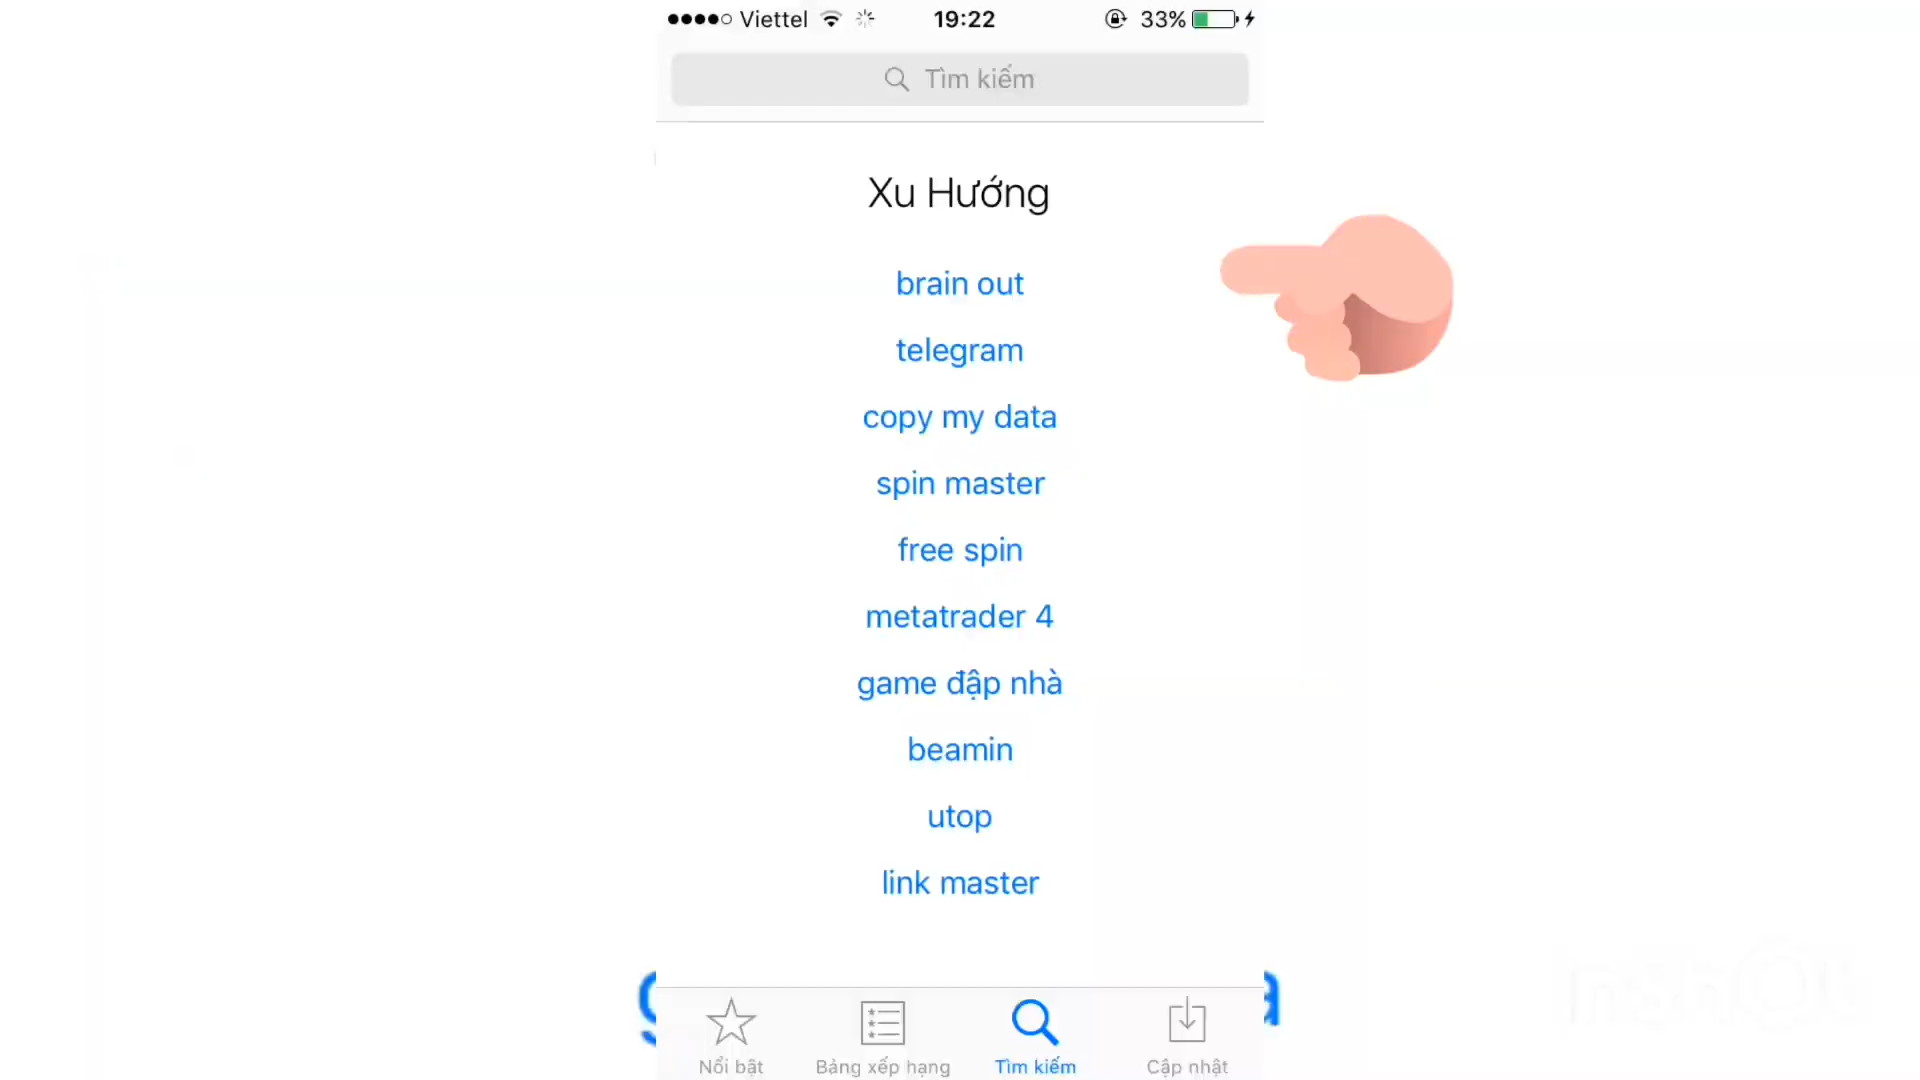 Viettel 19:22 33%
Tìm kiếm
Xu Hướng
brain out
telegram
copy my data
spin master
free spin
metatrader 4
game đập nhà
beamin
utop
link master
Nổi bật Bảng xếp hạng Tìm kiếm Cập nhật